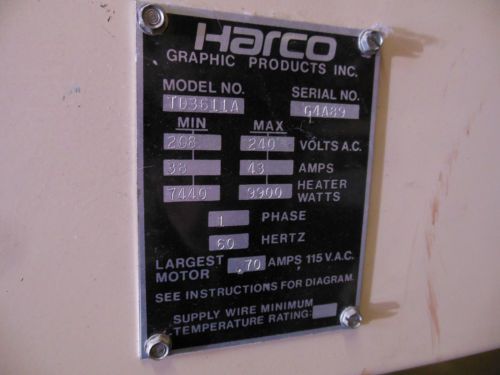 Harco
GRAPHIC PRODUCTS INC.
MODEL NO. SERIAL NO.
TD3611A G4A89
MIN MAX
208 240 VOLTS A.C.
38 43 AMPS
7440 9900 HEATER WATTS
1 PHASE
60 HERTZ
LARGEST MOTOR .70 AMPS 115 V.A.C.
SEE INSTRUCTIONS FOR DIAGRAM.
SUPPLY WIRE MINIMUM
TEMPERATURE RATING: